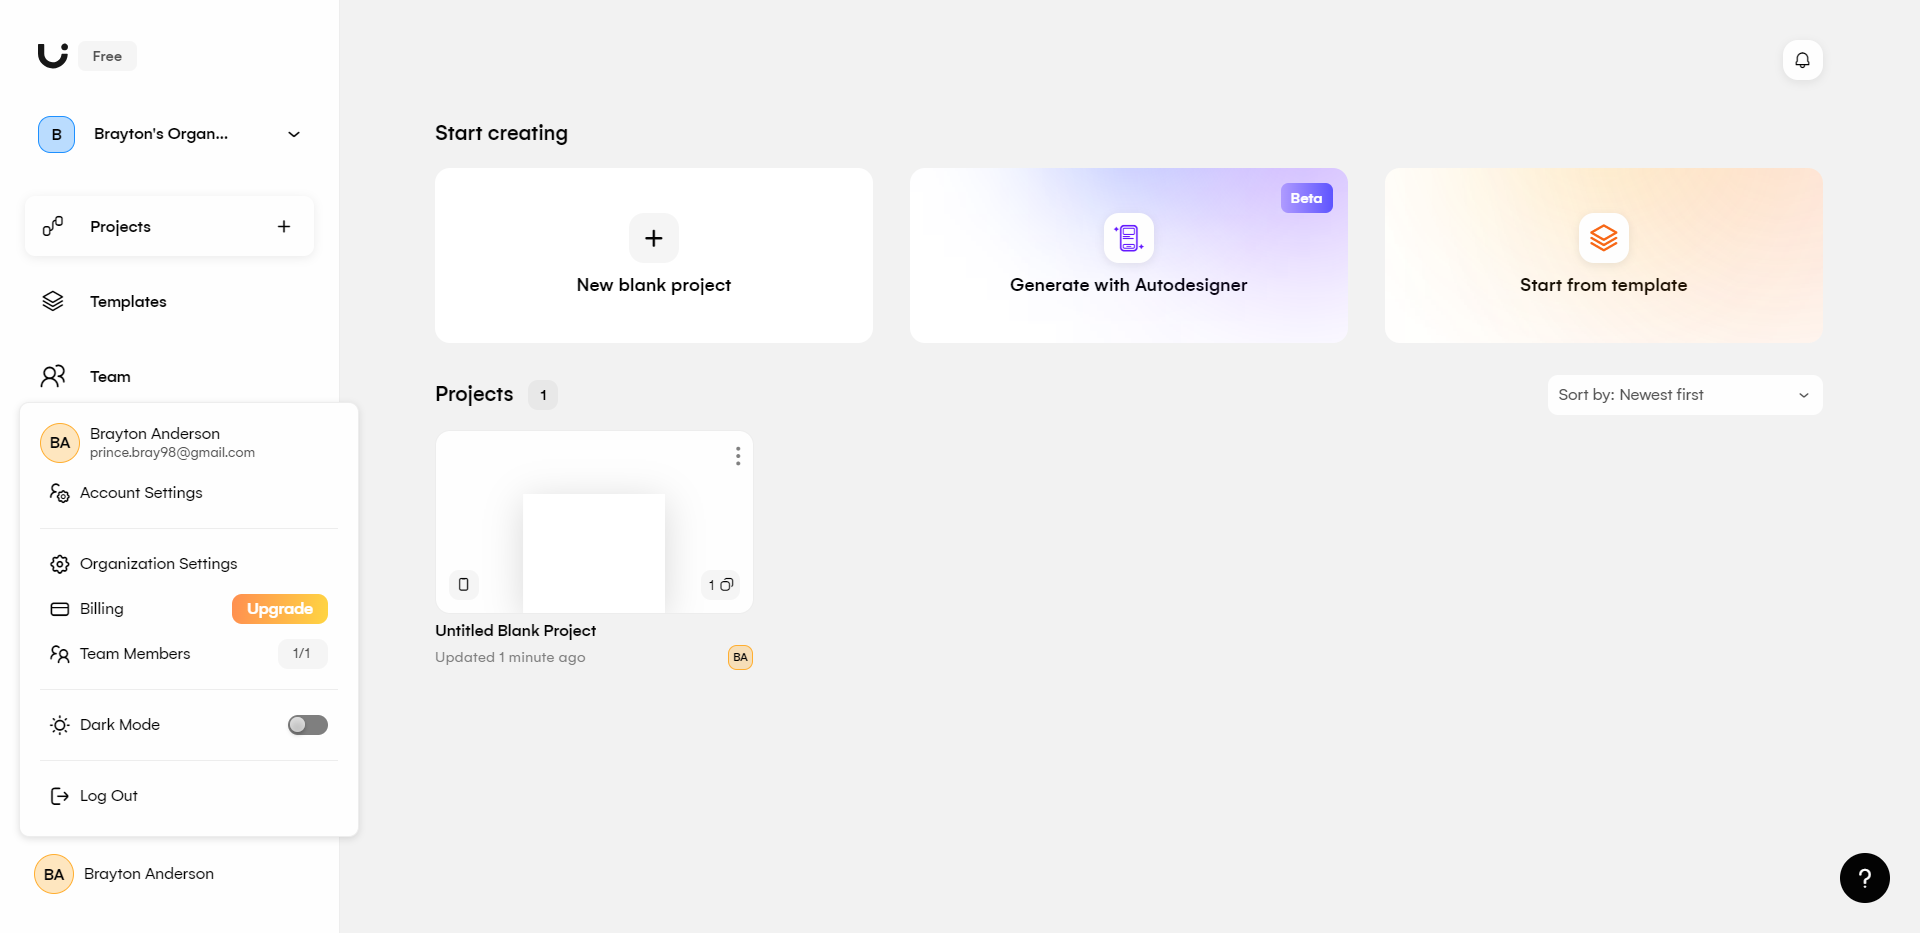 Free
B
Brayton's Organ...
Projects
Templates
Team
BA
Brayton Anderson
prince.bray98@gmail.com
Account Settings
Organization Settings
Billing
Upgrade
Team Members
1/1
Dark Mode
Log Out
BA
Brayton Anderson
Start creating
New blank project
Beta
Generate with Autodesigner
Start from template
Projects
1
Sort by: Newest first
1
Untitled Blank Project
Updated 1 minute ago
BA
?